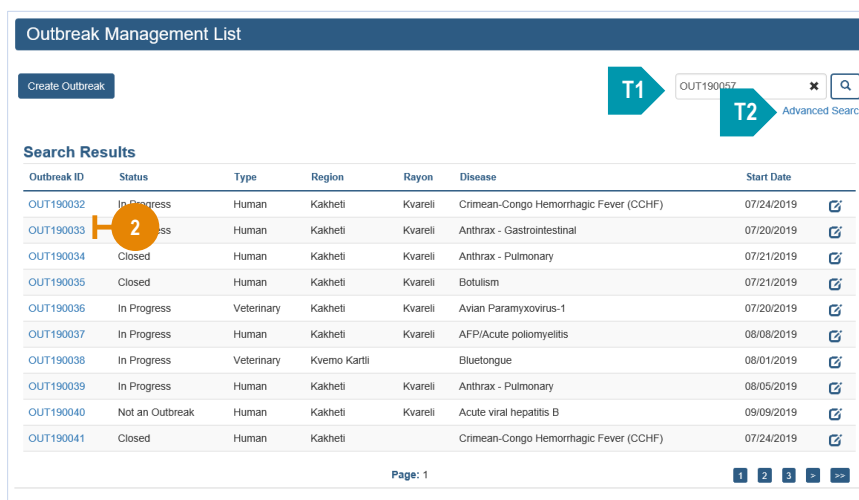 Outbreak Management List
Create Outbreak
T1
OUT190057
T2
Advanced Searc
Search Results
Outbreak ID Status Type Region Rayon Disease Start Date
OUT190032 In Progress Human Kakheti Kvareli Crimean-Congo Hemorrhagic Fever (CCHF) 07/24/2019
OUT190033 2 ess Human Kakheti Kvareli Anthrax - Gastrointestinal 07/20/2019
OUT190034 Closed Human Kakheti Kvareli Anthrax - Pulmonary 07/21/2019
OUT190035 Closed Human Kakheti Kvareli Botulism 07/21/2019
OUT190036 In Progress Veterinary Kakheti Kvareli Avian Paramyxovirus-1 07/20/2019
OUT190037 In Progress Human Kakheti Kvareli AFP/Acute poliomyelitis 08/08/2019
OUT190038 In Progress Veterinary Kvemo Kartli Bluetongue 08/01/2019
OUT190039 In Progress Human Kakheti Kvareli Anthrax - Pulmonary 08/05/2019
OUT190040 Not an Outbreak Human Kakheti Kvareli Acute viral hepatitis B 09/09/2019
OUT190041 Closed Human Kakheti Crimean-Congo Hemorrhagic Fever (CCHF) 07/24/2019
Page: 1 1 2 3 > >>